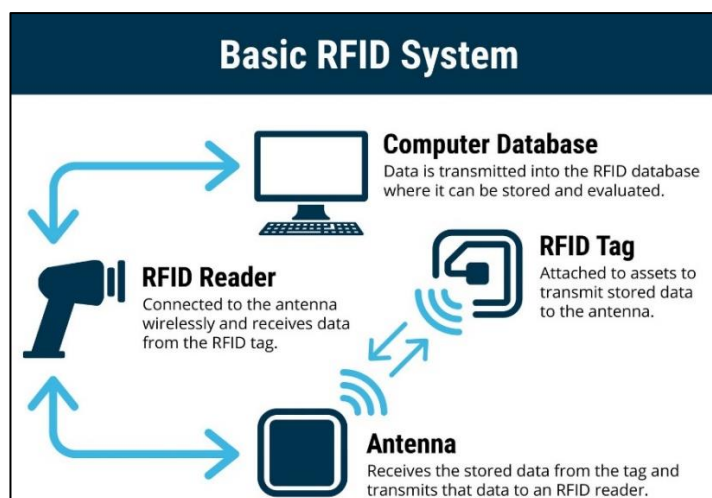 Basic RFID System
Computer Database
Data is transmitted into the RFID database
where it can be stored and evaluated.
RFID Tag
Attached to assets to
transmit stored data
to the antenna.
RFID Reader
Connected to the antenna
wirelessly and receives data
from the RFID tag.
Antenna
Receives the stored data from the tag and
transmits that data to an RFID reader.